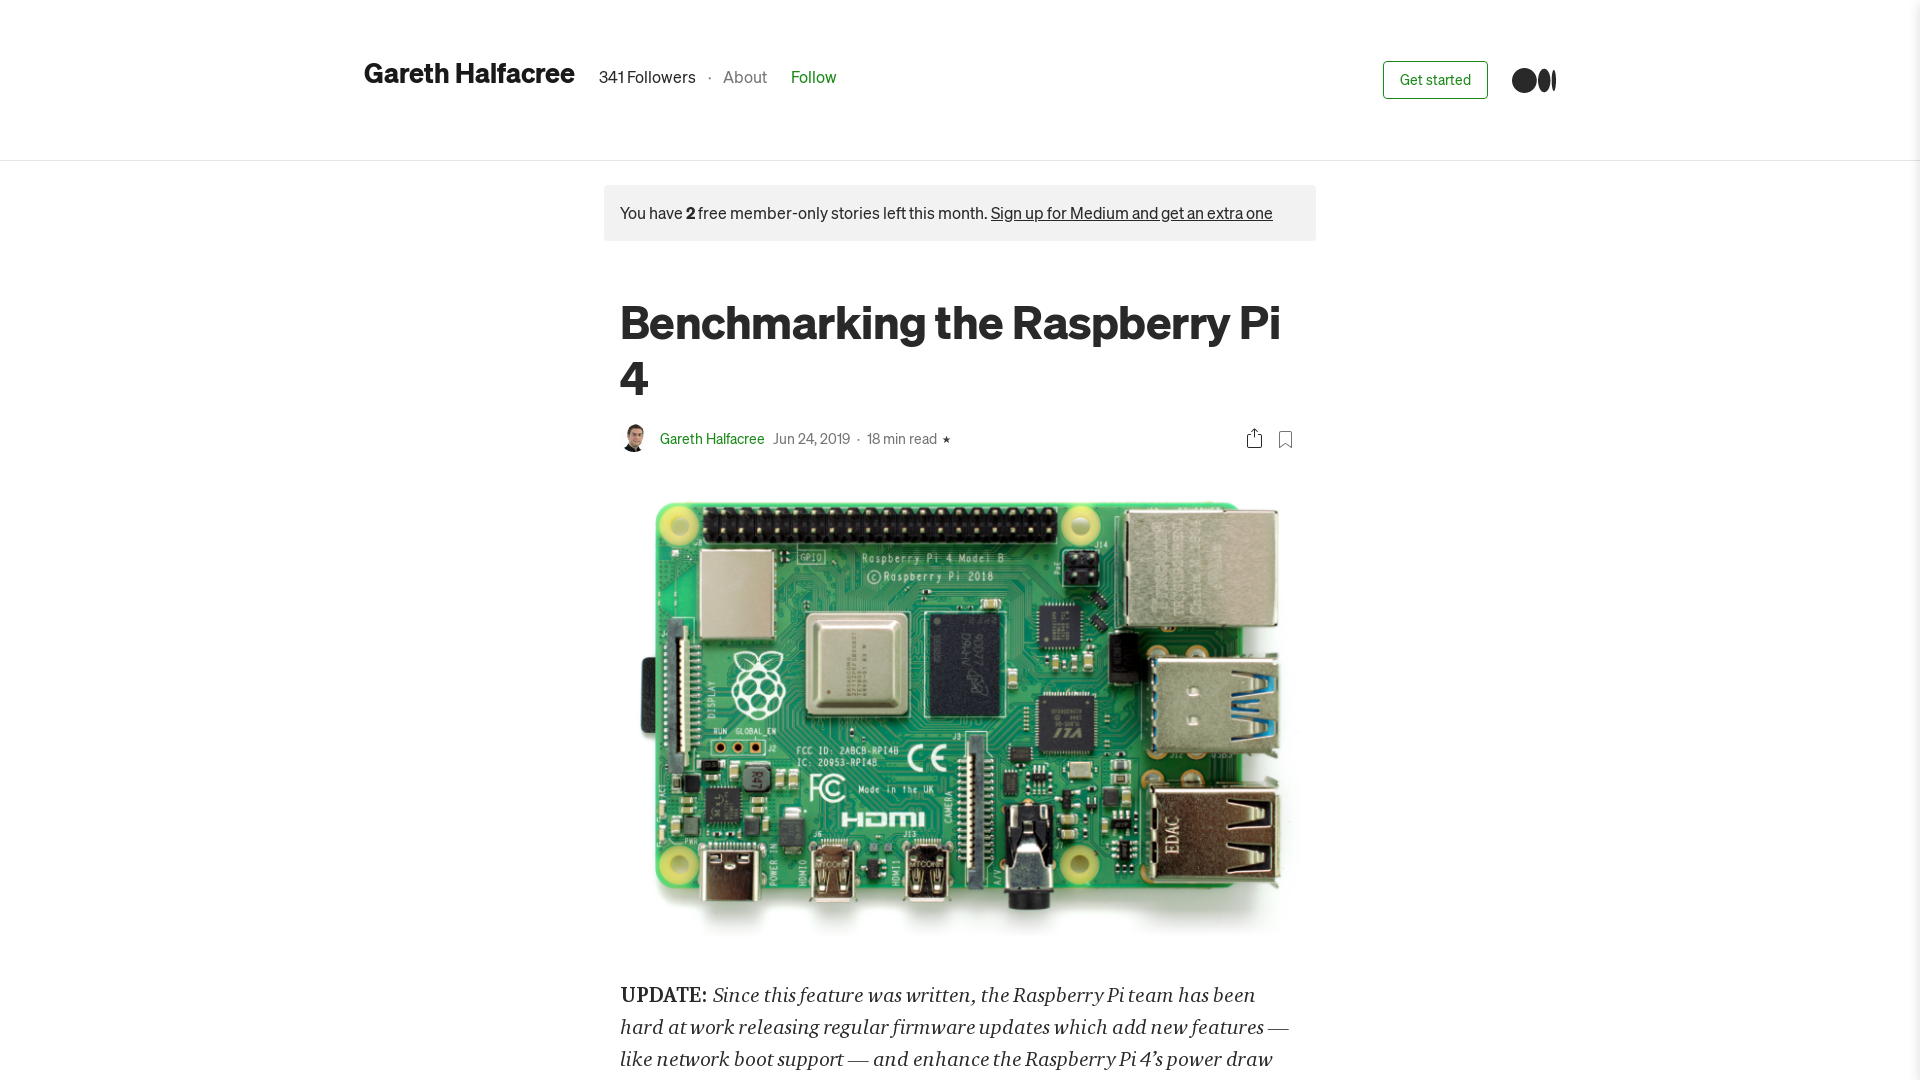 Gareth Halfacree
341 Followers · About Follow
Get started
You have 2 free member-only stories left this month. Sign up for Medium and get an extra one
Benchmarking the Raspberry Pi
4
Gareth Halfacree Jun 24, 2019 · 18 min read
J8
GPIO
Raspberry Pi 4 Model B
©Raspberry Pi 2018
J14
PoE
DISPLAY
RUN GLOBAL_EN
J2
R47
FCC ID: 2ABCB-RPI4B
IC: 20953-RPI4B
CE
FC
Made in the UK
HDMI
J3
CAMERA
VLI
EDAC
ACT
PWR
POWER IN
J6
HDMI0
J13
HDMI1
A/V
UPDATE: Since this feature was written, the Raspberry Pi team has been
hard at work releasing regular firmware updates which add new features —
like network boot support — and enhance the Raspberry Pi 4’s power draw